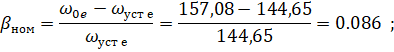 β_ном = (ω_0e − ω_уст e) / ω_уст e = (157,08 − 144,65) / 144,65 = 0.086 ;